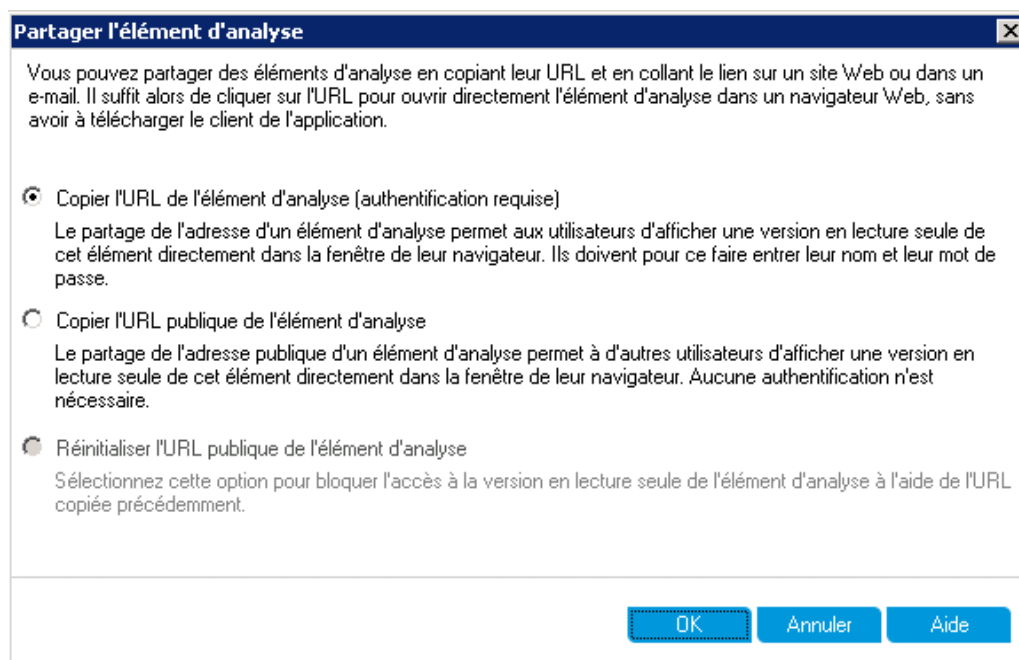 Partager l'élément d'analyse
Vous pouvez partager des éléments d'analyse en copiant leur URL et en collant le lien sur un site Web ou dans un
e-mail. Il suffit alors de cliquer sur l'URL pour ouvrir directement l'élément d'analyse dans un navigateur Web, sans
avoir à télécharger le client de l'application.
Copier l'URL de l'élément d'analyse (authentification requise)
Le partage de l'adresse d'un élément d'analyse permet aux utilisateurs d'afficher une version en lecture seule de
cet élément directement dans la fenêtre de leur navigateur. Ils doivent pour ce faire entrer leur nom et leur mot de
passe.
Copier l'URL publique de l'élément d'analyse
Le partage de l'adresse publique d'un élément d'analyse permet à d'autres utilisateurs d'afficher une version en
lecture seule de cet élément directement dans la fenêtre de leur navigateur. Aucune authentification n'est
nécessaire.
Réinitialiser l'URL publique de l'élément d'analyse
Sélectionnez cette option pour bloquer l'accès à la version en lecture seule de l'élément d'analyse à l'aide de l'URL
copiée précédemment.
OK Annuler Aide